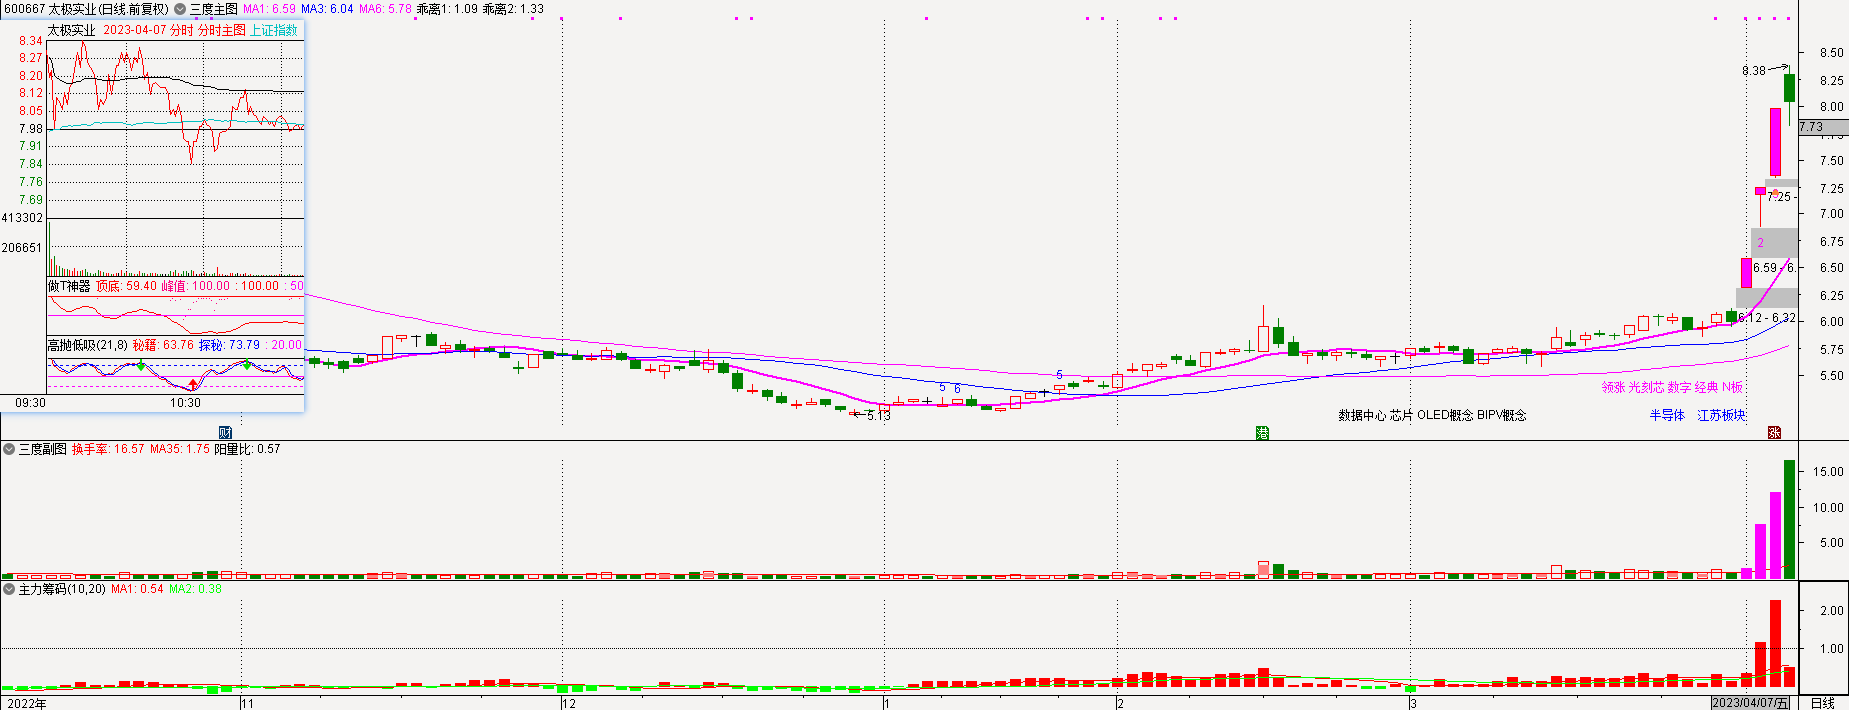 600667 太极实业(日线.前复权) 三度主图 MA1: 6.59 MA3: 6.04 MA6: 5.78 乖离1: 1.09 乖离2: 1.33
太极实业 2023-04-07 分时 分时主图 上证指数
8.34
8.27
8.20
8.12
8.05
7.98
7.91
7.84
7.76
7.69
413302
206651
做T神器 顶底: 59.40 峰值: 100.00 : 100.00 : 50
高抛低吸(21,8) 秘籍: 63.76 探秘: 73.79 : 20.00
09:30 10:30
8.38
8.50
8.25
8.00
7.73
7.50
7.25
7.00
6.75
6.50
6.25
6.00
5.75
5.50
7.25 -
2
6.59 - 6.
6.12 - 6.32
5 6
5
5.13
领涨 光刻芯 数字 经典 N板
数据中心 芯片 OLED概念 BIPV概念
半导体 江苏板块
财
港
涨
三度副图 换手率: 16.57 MA35: 1.75 阳量比: 0.57
15.00
10.00
5.00
主力筹码(10,20) MA1: 0.54 MA2: 0.38
2.00
1.00
2022年 11 12 1 2 3 2023/04/07/五 日线